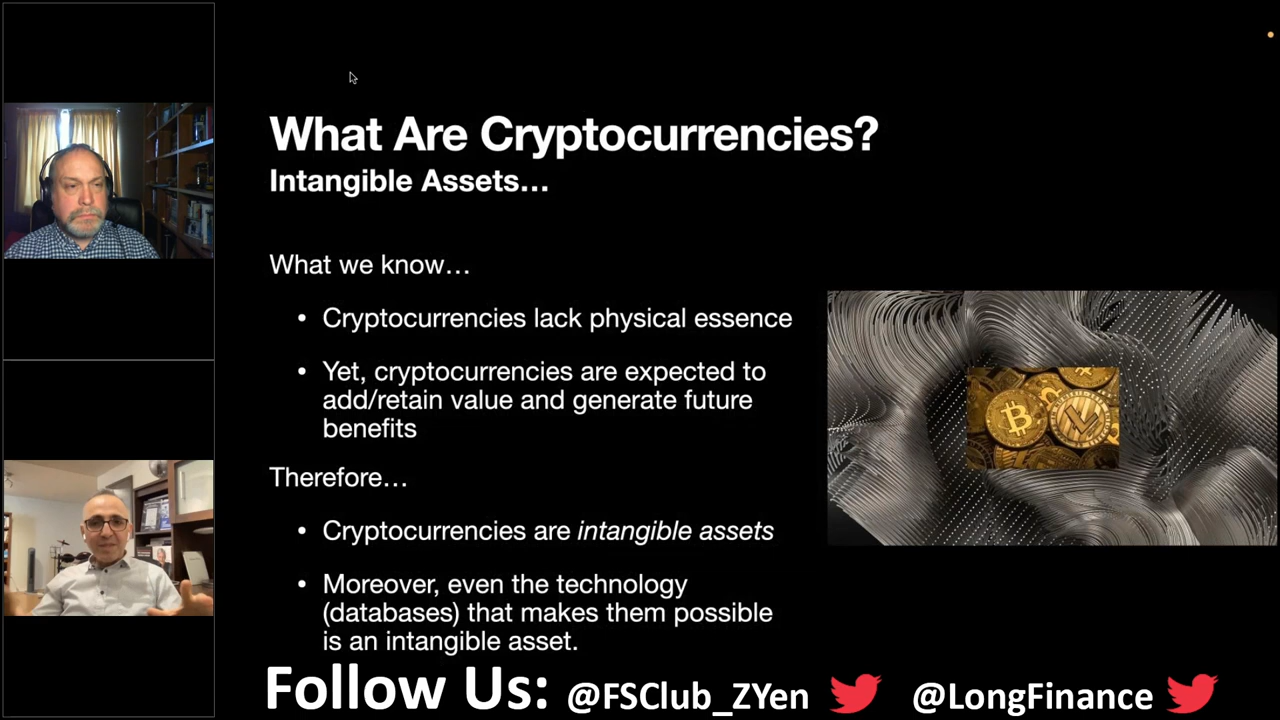 What Are Cryptocurrencies?
Intangible Assets...
What we know...
• Cryptocurrencies lack physical essence
• Yet, cryptocurrencies are expected to
add/retain value and generate future
benefits
Therefore...
• Cryptocurrencies are intangible assets
• Moreover, even the technology
(databases) that makes them possible
is an intangible asset.
Follow Us: @FSClub_ZYen @LongFinance